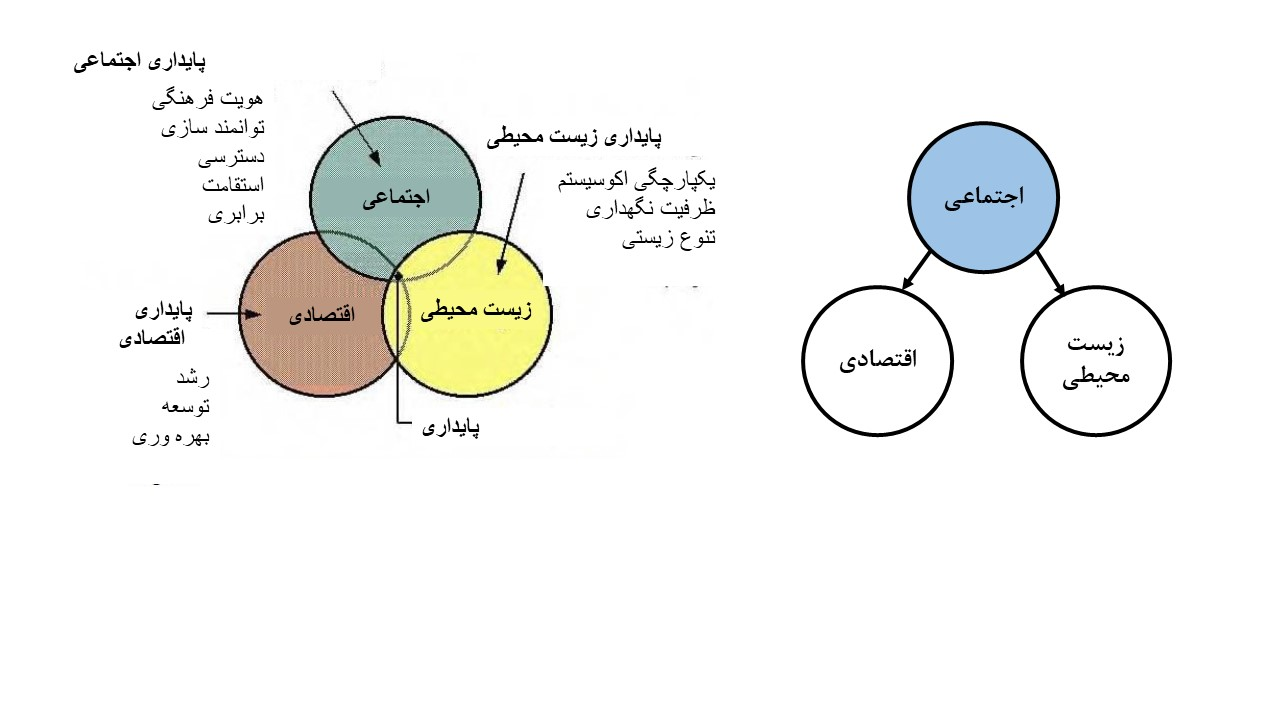 پایداری اجتماعی
هویت فرهنگی
توانمند سازی
دسترسی
استقامت
برابری
پایداری زیست محیطی
یکپارچگی اکوسیستم
ظرفیت نگهداری
تنوع زیستی
اجتماعی
زیست محیطی
اقتصادی
پایداری
اقتصادی
رشد
توسعه
بهره وری
پایداری
اجتماعی
زیست
محیطی
اقتصادی